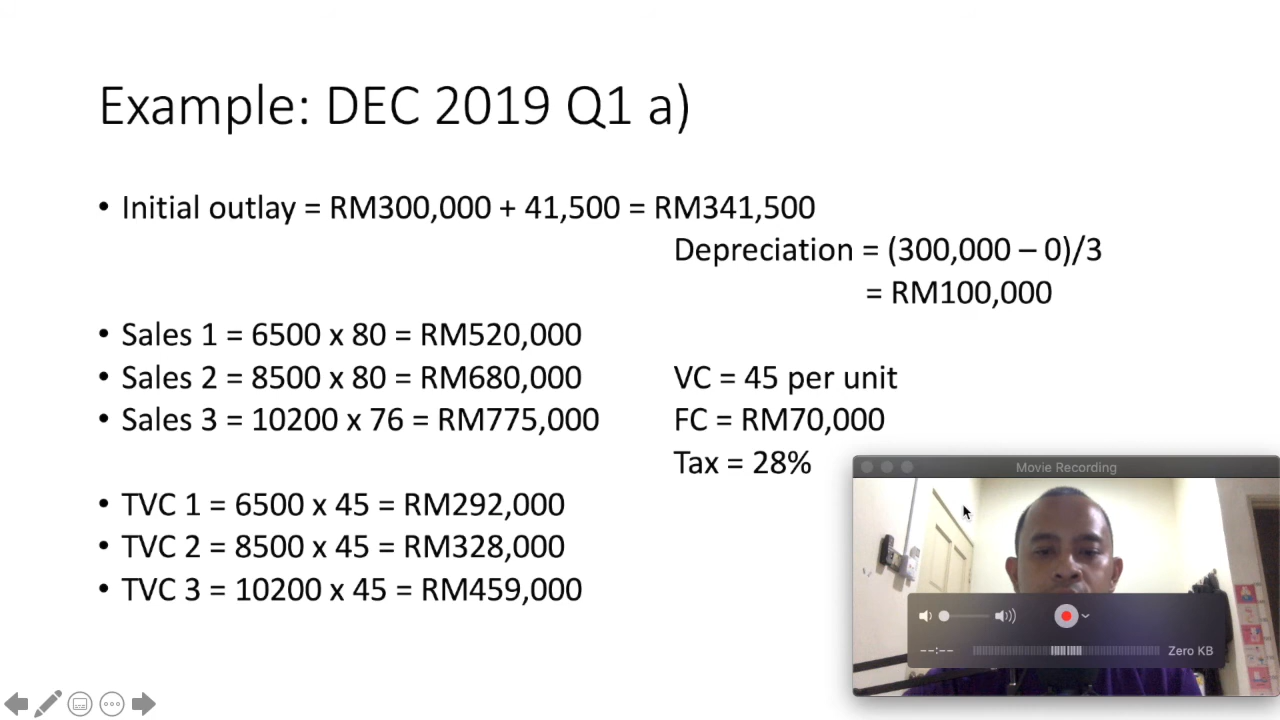 Example: DEC 2019 Q1 a)
• Initial outlay = RM300,000 + 41,500 = RM341,500
Depreciation = (300,000 – 0)/3
= RM100,000
• Sales 1 = 6500 x 80 = RM520,000
• Sales 2 = 8500 x 80 = RM680,000
• Sales 3 = 10200 x 76 = RM775,000
VC = 45 per unit
FC = RM70,000
Tax = 28%
• TVC 1 = 6500 x 45 = RM292,000
• TVC 2 = 8500 x 45 = RM328,000
• TVC 3 = 10200 x 45 = RM459,000
Movie Recording
--:--
Zero KB